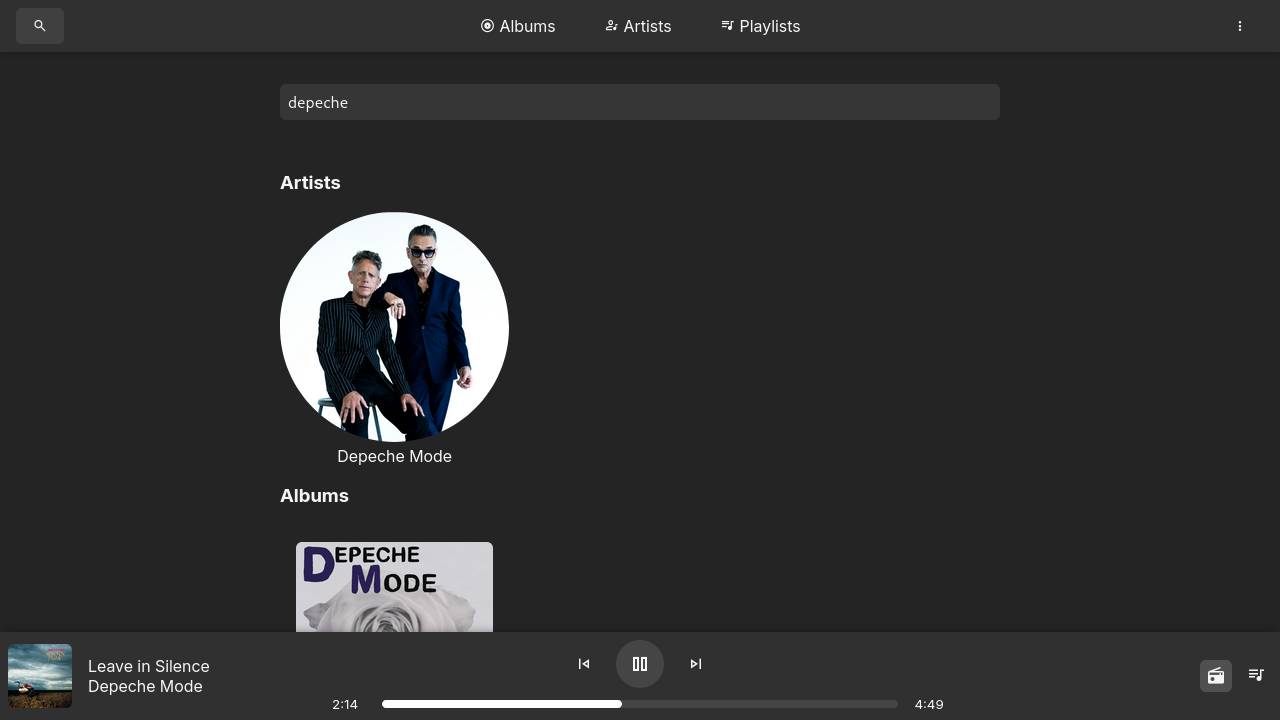 Albums
Artists
Playlists
depeche
Artists
Depeche Mode
Albums
DEPECHE
MODE
Leave in Silence
Depeche Mode
2:14
4:49